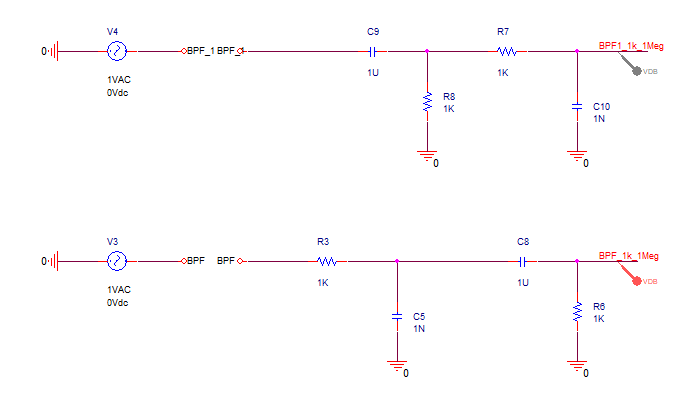 V4
C9
R7
0
BPF_1
BPF_1
BPF1_1k_1Meg
VDB
1VAC
0Vdc
1U
1K
R8
1K
C10
1N
0
0
V3
R3
C8
0
BPF
BPF
BPF_1k_1Meg
VDB
1VAC
0Vdc
1K
1U
C5
1N
R6
1K
0
0